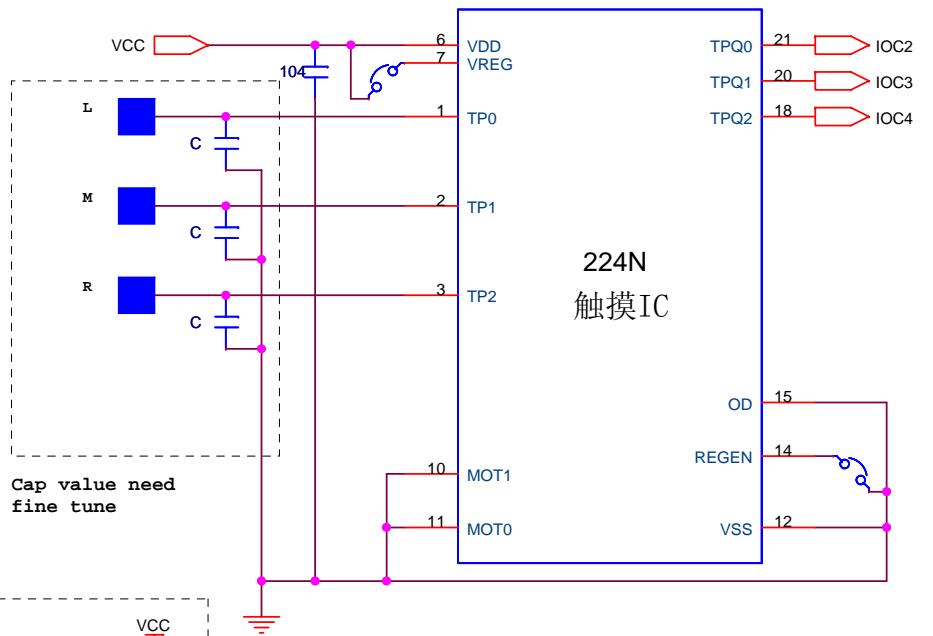 VCC
6
VDD
TPQ0
21
IOC2
7
VREG
104
TPQ1
20
IOC3
L
1
TP0
TPQ2
18
IOC4
C
M
2
TP1
C
R
3
TP2
C
224N
触摸IC
OD
15
REGEN
14
10
MOT1
11
MOT0
VSS
12
Cap value need
fine tune
VCC